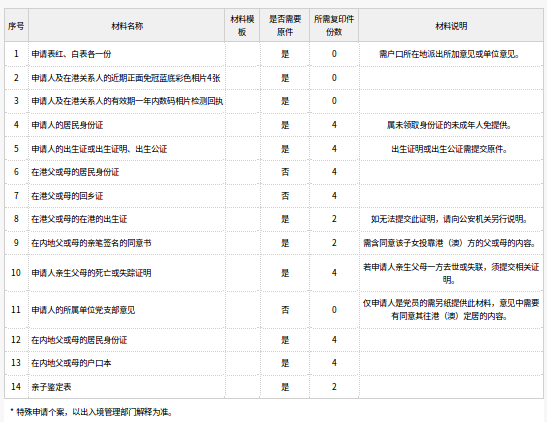 序号 材料名称 材料模板 是否需要原件 所需复印件份数 材料说明
1 申请表红、白表各一份 是 0 需户口所在地派出所加意见或单位意见。
2 申请人及在港关系人的近期正面免冠蓝底彩色相片4张 是 0
3 申请人及在港关系人的有效期一年内数码相片检测回执 是 0
4 申请人的居民身份证 是 4 属未领取身份证的未成年人免提供。
5 申请人的出生证或出生证明、出生公证 是 4 出生证明或出生公证需提交原件。
6 在港父或母的居民身份证 否 4
7 在港父或母的回乡证 否 4
8 在港父或母的在港的出生证 是 2 如无法提交此证明，请向公安机关另行说明。
9 在内地父或母的亲笔签名的同意书 是 2 需含同意该子女投靠港（澳）方的父或母的内容。
10 申请人亲生父母的死亡或失踪证明 是 4 若申请人亲生父母一方去世或失联，须提交相关证明。
11 申请人的所属单位党支部意见 否 0 仅申请人是党员的需另纸提供此材料，意见中需要有同意其往港（澳）定居的内容。
12 在内地父或母的居民身份证 是 4
13 在内地父或母的户口本 是 4
14 亲子鉴定表 是 2
* 特殊申请个案，以出入境管理部门解释为准。